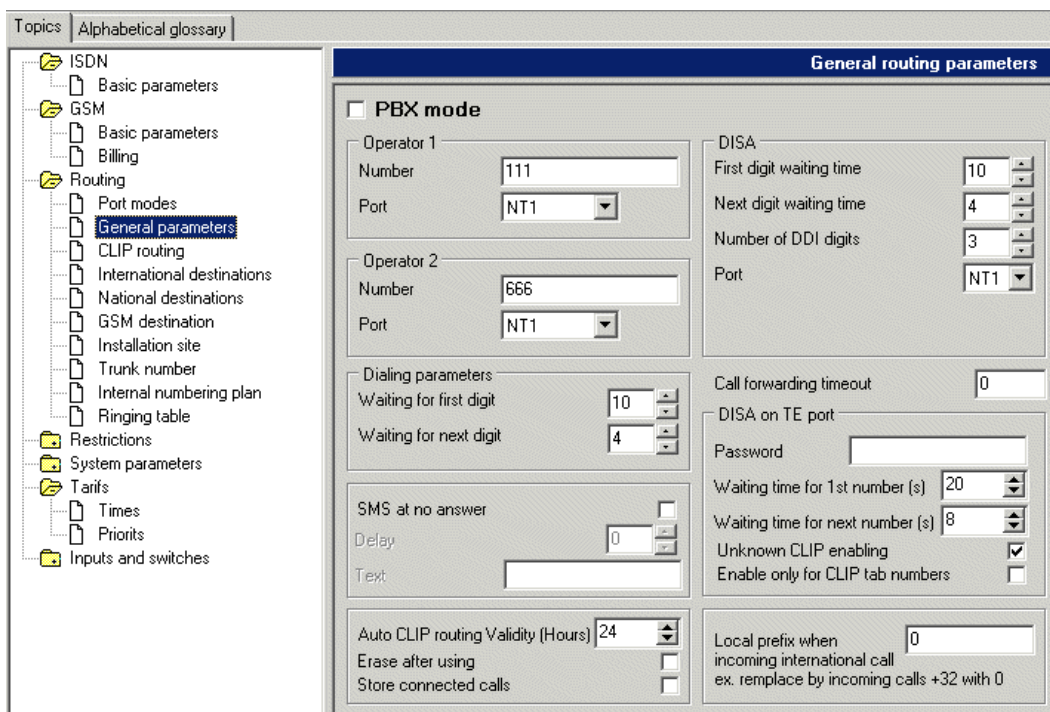 Topics
Alphabetical glossary
ISDN
Basic parameters
GSM
Basic parameters
Billing
Routing
Port modes
General parameters
CLIP routing
International destinations
National destinations
GSM destination
Installation site
Trunk number
Internal numbering plan
Ringing table
Restrictions
System parameters
Tarifs
Times
Priorits
Inputs and switches
General routing parameters
PBX mode
Operator 1
Number 111
Port NT1
Operator 2
Number 666
Port NT1
Dialing parameters
Waiting for first digit 10
Waiting for next digit 4
SMS at no answer
Delay 0
Text
Auto CLIP routing Validity (Hours) 24
Erase after using
Store connected calls
DISA
First digit waiting time 10
Next digit waiting time 4
Number of DDI digits 3
Port NT1
Call forwarding timeout 0
DISA on TE port
Password
Waiting time for 1st number (s) 20
Waiting time for next number (s) 8
Unknown CLIP enabling
Enable only for CLIP tab numbers
Local prefix when 0
incoming international call
ex. remplace by incoming calls +32 with 0